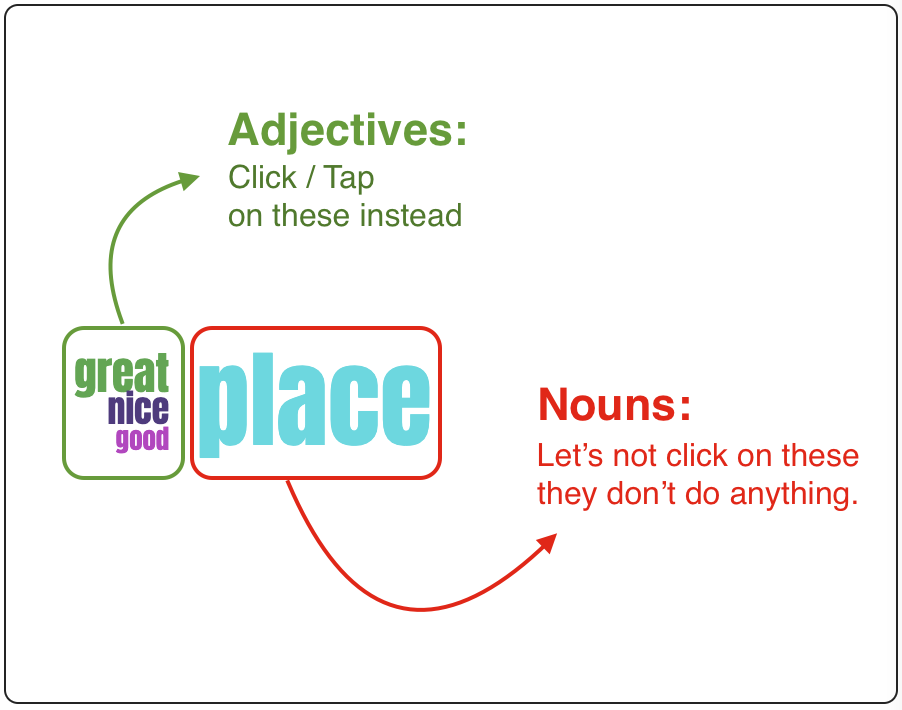 Adjectives:
Click / Tap
on these instead
great
nice
good
place
Nouns:
Let’s not click on these
they don’t do anything.